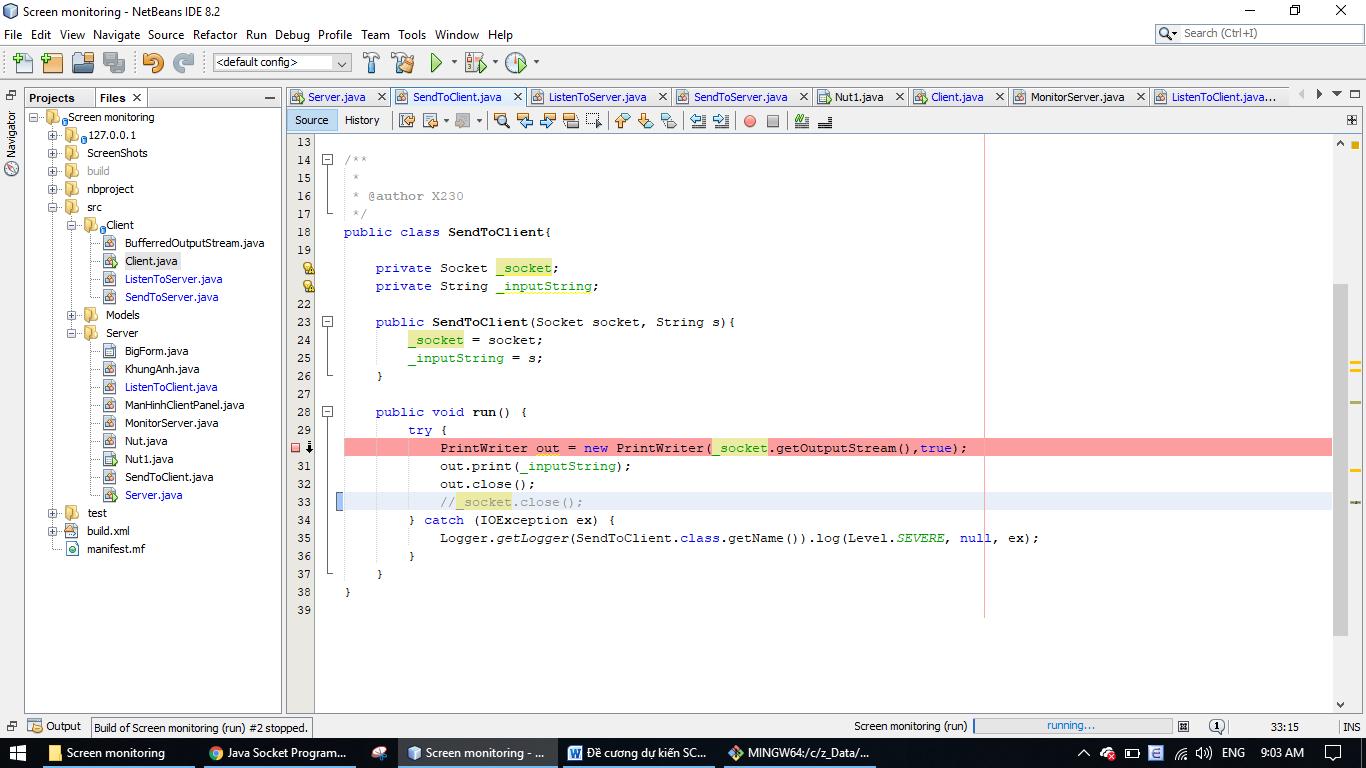 Screen monitoring - NetBeans IDE 8.2
File Edit View Navigate Source Refactor Run Debug Profile Team Tools Window Help
Search (Ctrl+I)
<default config>
Projects Files
Server.java SendToClient.java ListenToServer.java SendToServer.java Nut1.java Client.java MonitorServer.java ListenToClient.java...
Navigator
Source History
Screen monitoring
127.0.0.1
ScreenShots
build
nbproject
src
Client
BufferredOutputStream.java
Client.java
ListenToServer.java
SendToServer.java
Models
Server
BigForm.java
KhungAnh.java
ListenToClient.java
ManHinhClientPanel.java
MonitorServer.java
Nut.java
Nut1.java
SendToClient.java
Server.java
test
build.xml
manifest.mf
13
14 /**
15 *
16 * @author X230
17 */
18 public class SendToClient{
19
private Socket _socket;
private String _inputString;
22
23 public SendToClient(Socket socket, String s){
24 _socket = socket;
25 _inputString = s;
26 }
27
28 public void run() {
29 try {
PrintWriter out = new PrintWriter(_socket.getOutputStream(),true);
31 out.print(_inputString);
32 out.close();
33 //_socket.close();
34 } catch (IOException ex) {
35 Logger.getLogger(SendToClient.class.getName()).log(Level.SEVERE, null, ex);
36 }
37 }
38 }
39
Output
Build of Screen monitoring (run) #2 stopped.
Screen monitoring (run) running... 1 33:15 INS
Screen monitoring Java Socket Program... Screen monitoring - ... Đề cương dự kiến SC... MINGW64:/c/z_Data/... ENG 9:03 AM